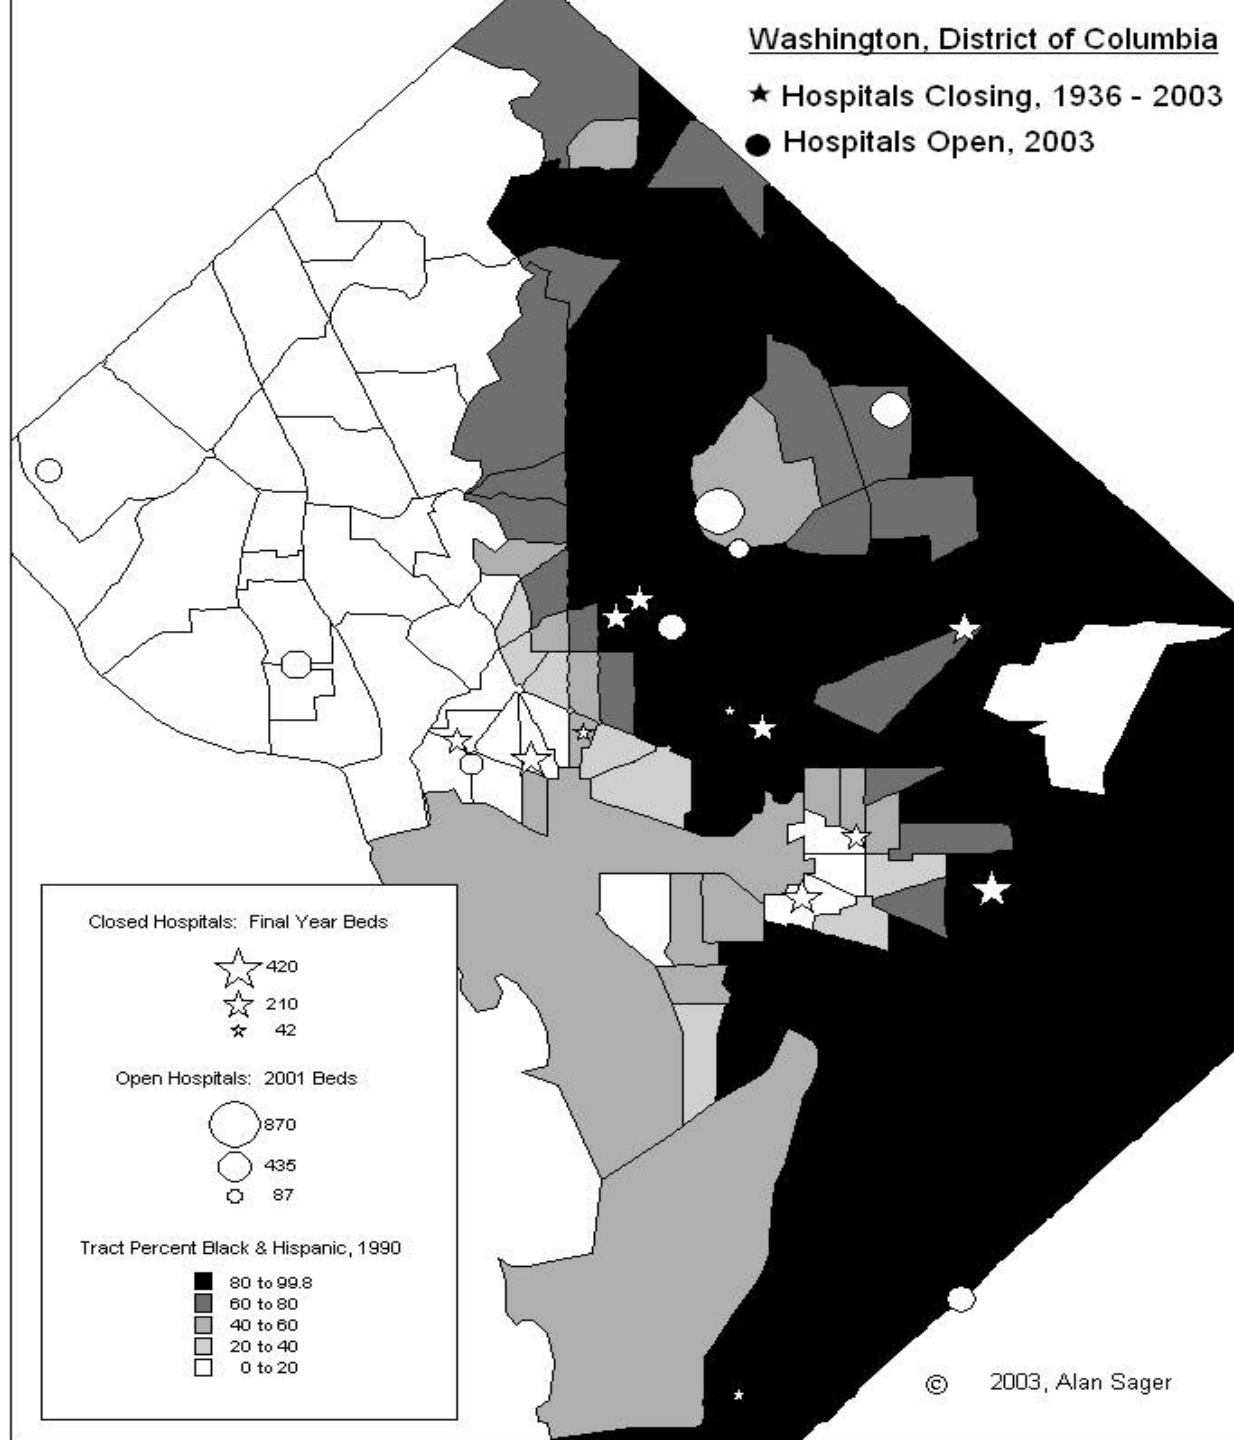 Washington, District of Columbia
Hospitals Closing, 1936 - 2003
Hospitals Open, 2003
Closed Hospitals: Final Year Beds
420
210
42
Open Hospitals: 2001 Beds
870
435
87
Tract Percent Black & Hispanic, 1990
80 to 99.8
60 to 80
40 to 60
20 to 40
0 to 20
© 2003, Alan Sager